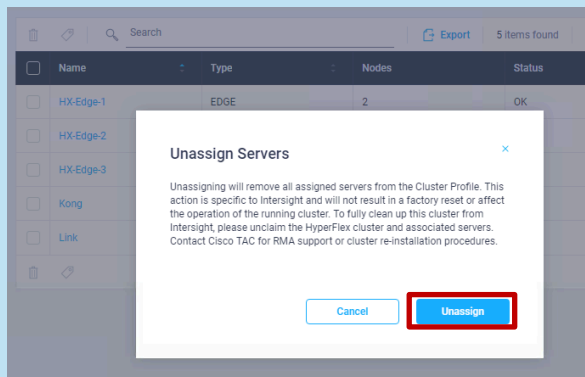 Search
Export
5 items found
Name
Type
Nodes
Status
HX-Edge-1
EDGE
2
OK
HX-Edge-2
HX-Edge-3
Kong
Link
Unassign Servers
Unassigning will remove all assigned servers from the Cluster Profile. This
action is specific to Intersight and will not result in a factory reset or affect
the operation of the running cluster. To fully clean up this cluster from
Intersight, please unclaim the HyperFlex cluster and associated servers.
Contact Cisco TAC for RMA support or cluster re-installation procedures.
Cancel
Unassign